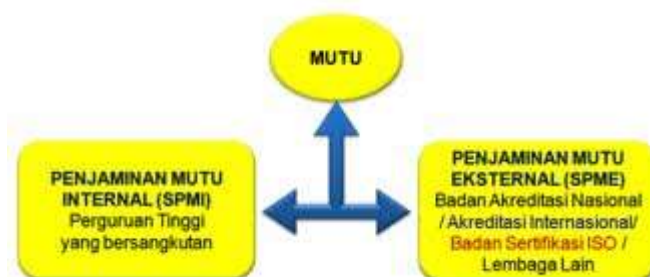 MUTU
PENJAMINAN MUTU
INTERNAL (SPMI)
Perguruan Tinggi
yang bersangkutan
PENJAMINAN MUTU
EKSTERNAL (SPME)
Badan Akreditasi Nasional
/ Akreditasi Internasional/
Badan Sertifikasi ISO /
Lembaga Lain